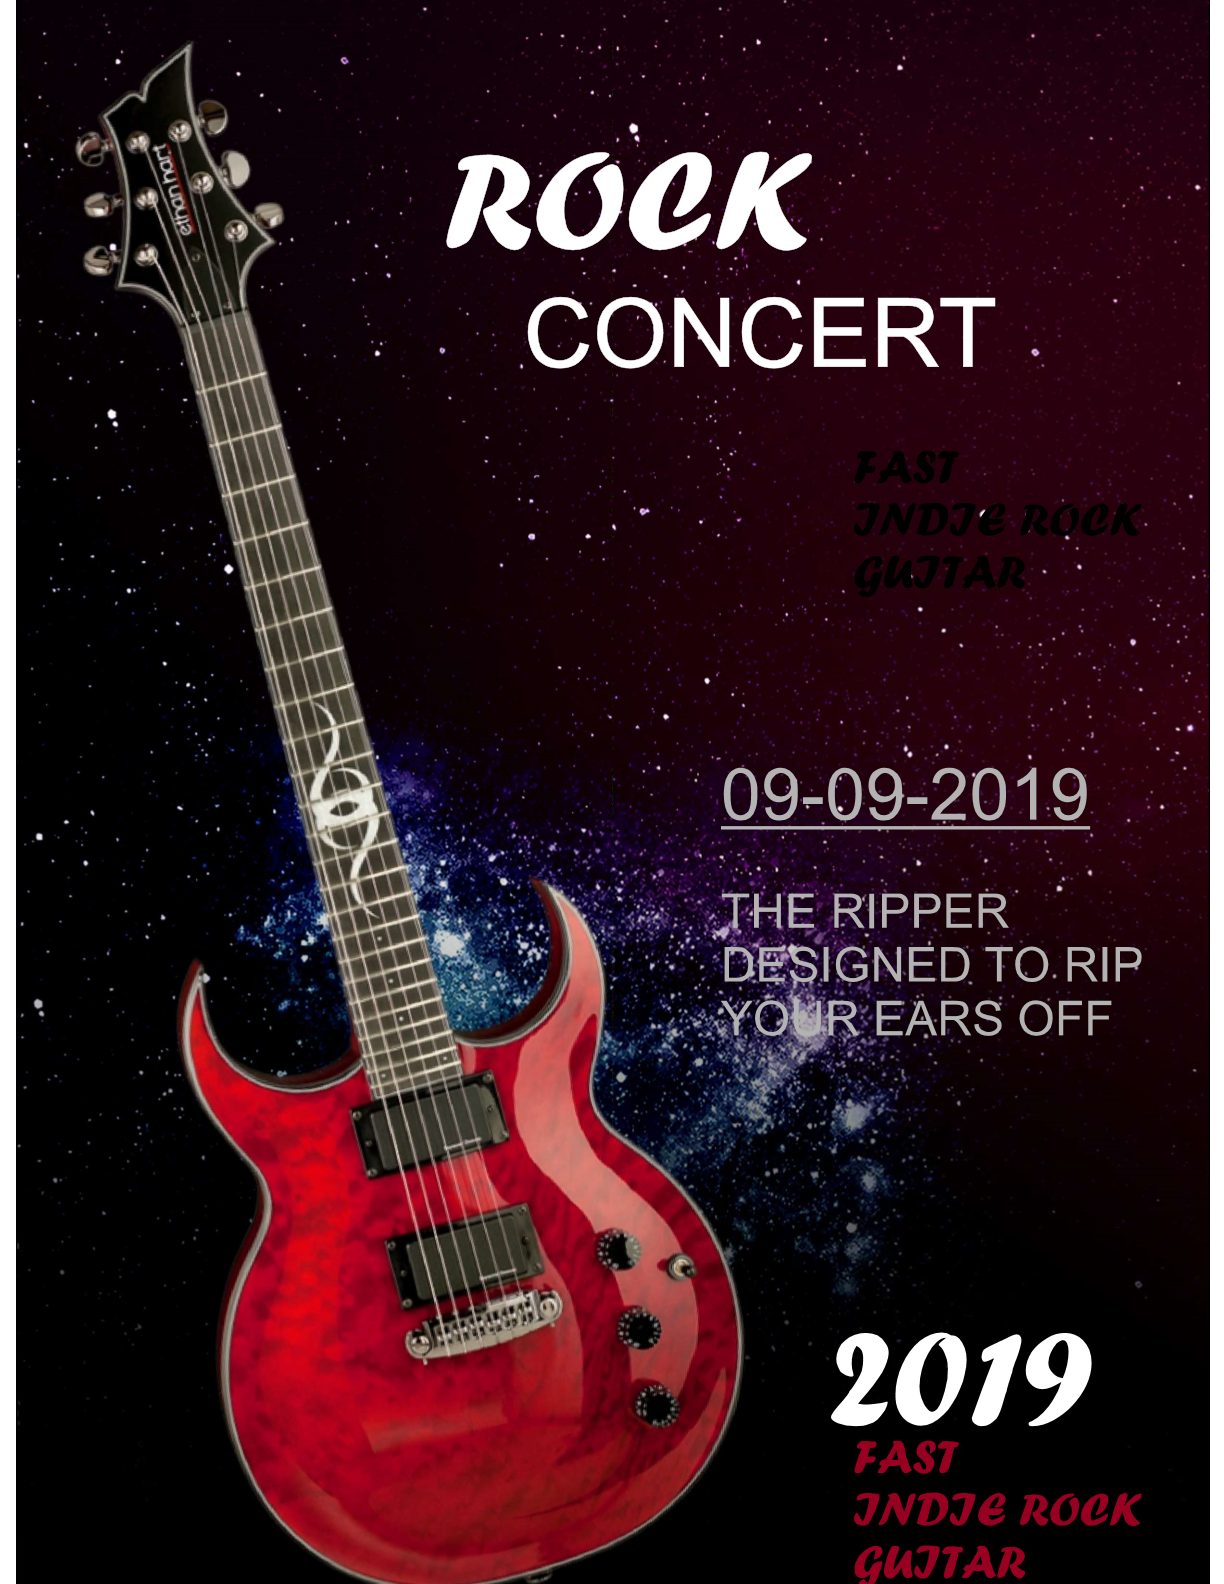 ethan hart
ROCK
CONCERT
FAST
INDIE ROCK
GUITAR
09-09-2019
THE RIPPER
DESIGNED TO RIP
YOUR EARS OFF
2019
FAST
INDIE ROCK
GUITAR